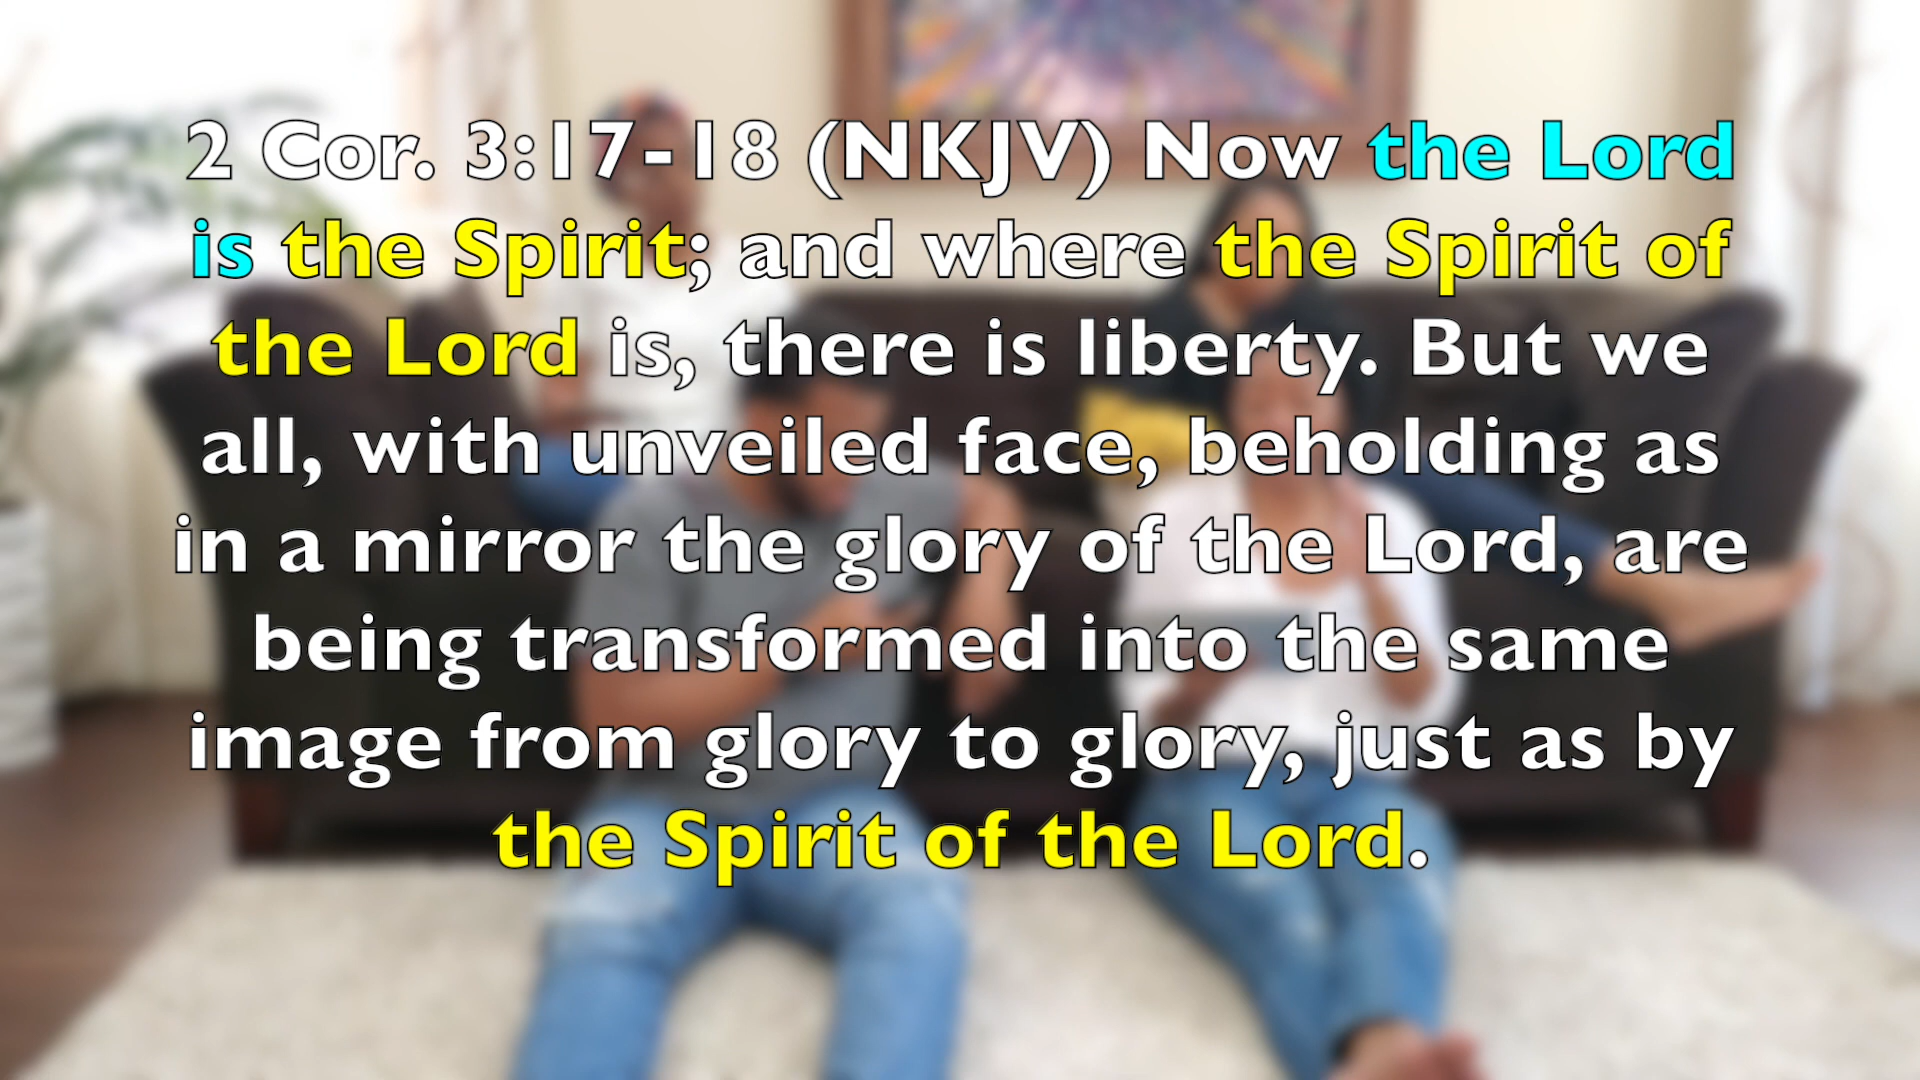 2 Cor. 3:17-18 (NKJV) Now the Lord
is the Spirit; and where the Spirit of
the Lord is, there is liberty. But we
all, with unveiled face, beholding as
in a mirror the glory of the Lord, are
being transformed into the same
image from glory to glory, just as by
the Spirit of the Lord.